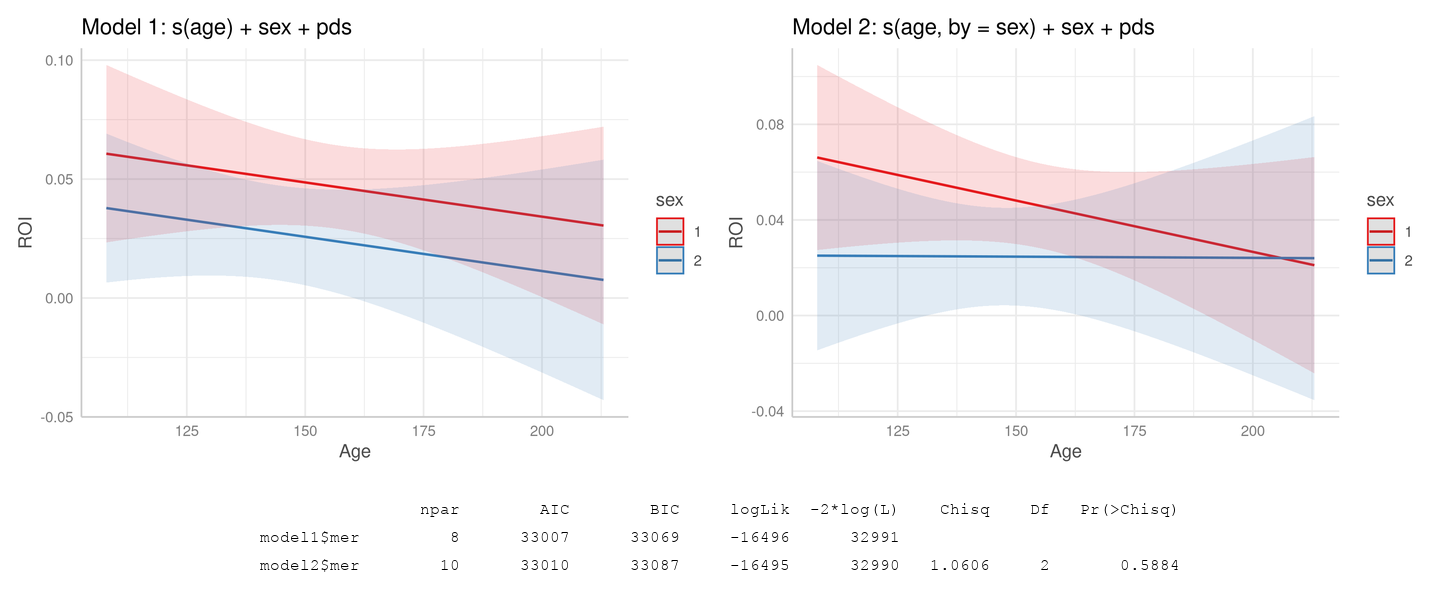 Model 1: s(age) + sex + pds
0.10
0.05
0.00
-0.05
ROI
125 150 175 200
Age
sex
1
2
Model 2: s(age, by = sex) + sex + pds
0.08
0.04
0.00
-0.04
ROI
125 150 175 200
Age
sex
1
2
npar AIC BIC logLik -2*log(L) Chisq Df Pr(>Chisq)
model1$mer 8 33007 33069 -16496 32991
model2$mer 10 33010 33087 -16495 32990 1.0606 2 0.5884